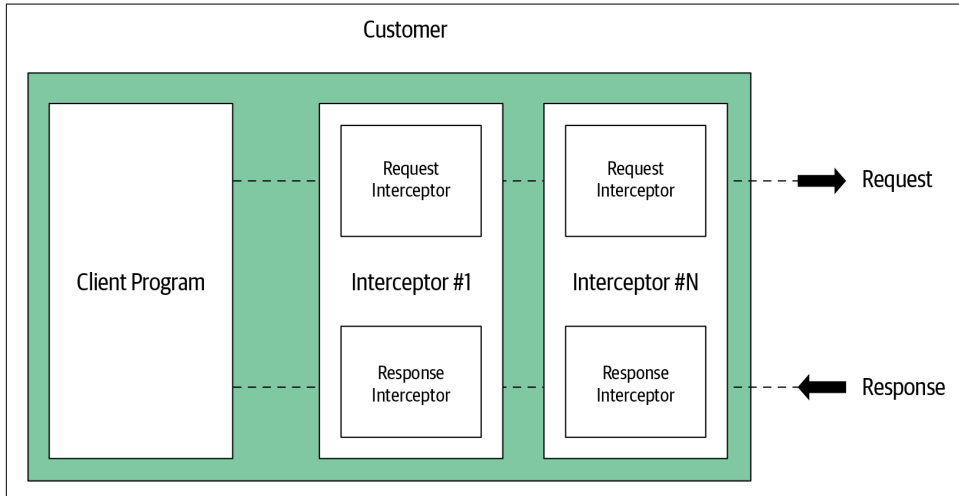 Customer
Request
Interceptor
Request
Interceptor
Request
Client Program
Interceptor #1
Interceptor #N
Response
Interceptor
Response
Interceptor
Response